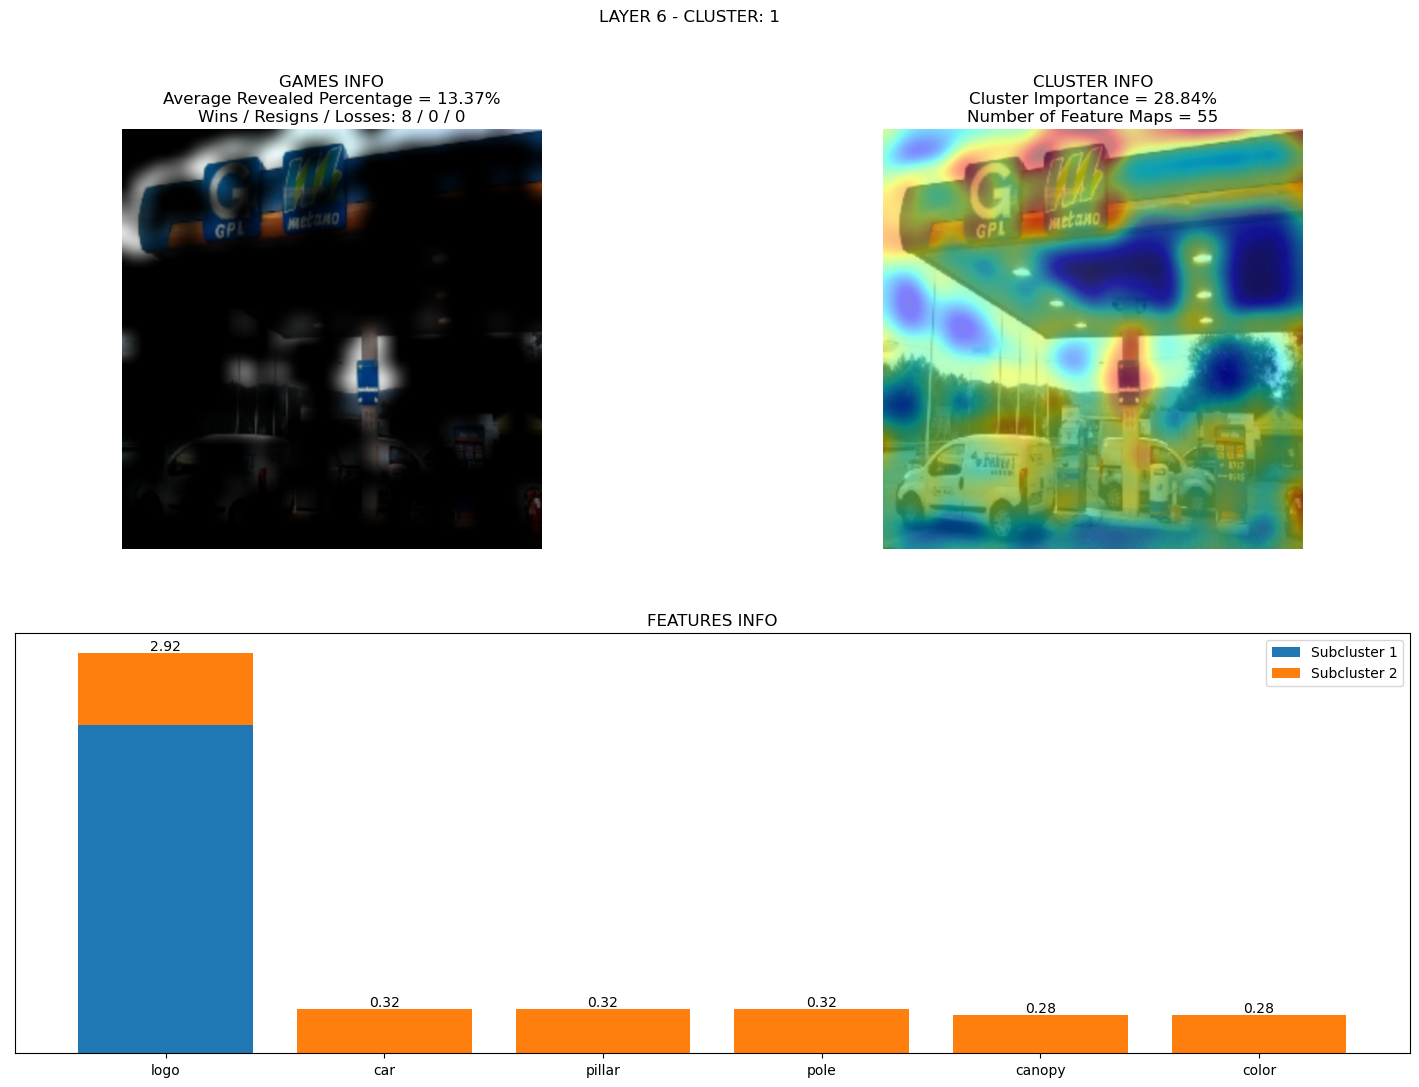 LAYER 6 - CLUSTER: 1
GAMES INFO
Average Revealed Percentage = 13.37%
Wins / Resigns / Losses: 8 / 0 / 0
G
GPL
metano
CLUSTER INFO
Cluster Importance = 28.84%
Number of Feature Maps = 55
G
GPL
metano
FEATURES INFO
2.92
0.32
0.32
0.32
0.28
0.28
Subcluster 1
Subcluster 2
logo
car
pillar
pole
canopy
color